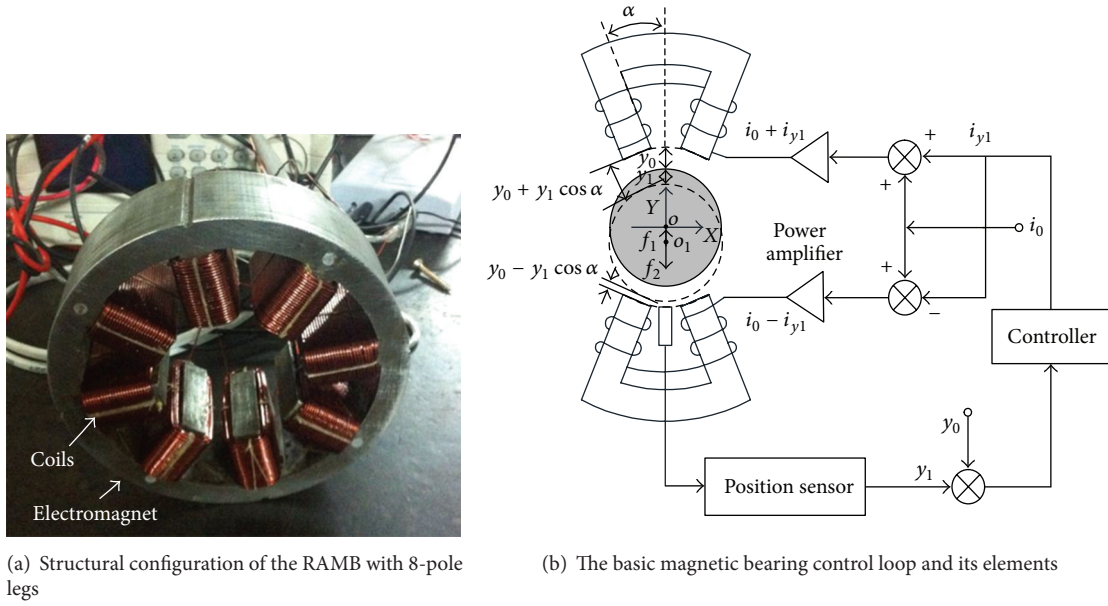 Coils
Electromagnet
(a) Structural configuration of the RAMB with 8-pole
legs
α
i0 + iy1
+
iy1
+
y0
y1
y0 + y1 cos α
Y
o
X
f1
o1
f2
Power
amplifier
i0
y0 − y1 cos α
+
−
i0 − iy1
Controller
y0
Position sensor
y1
(b) The basic magnetic bearing control loop and its elements